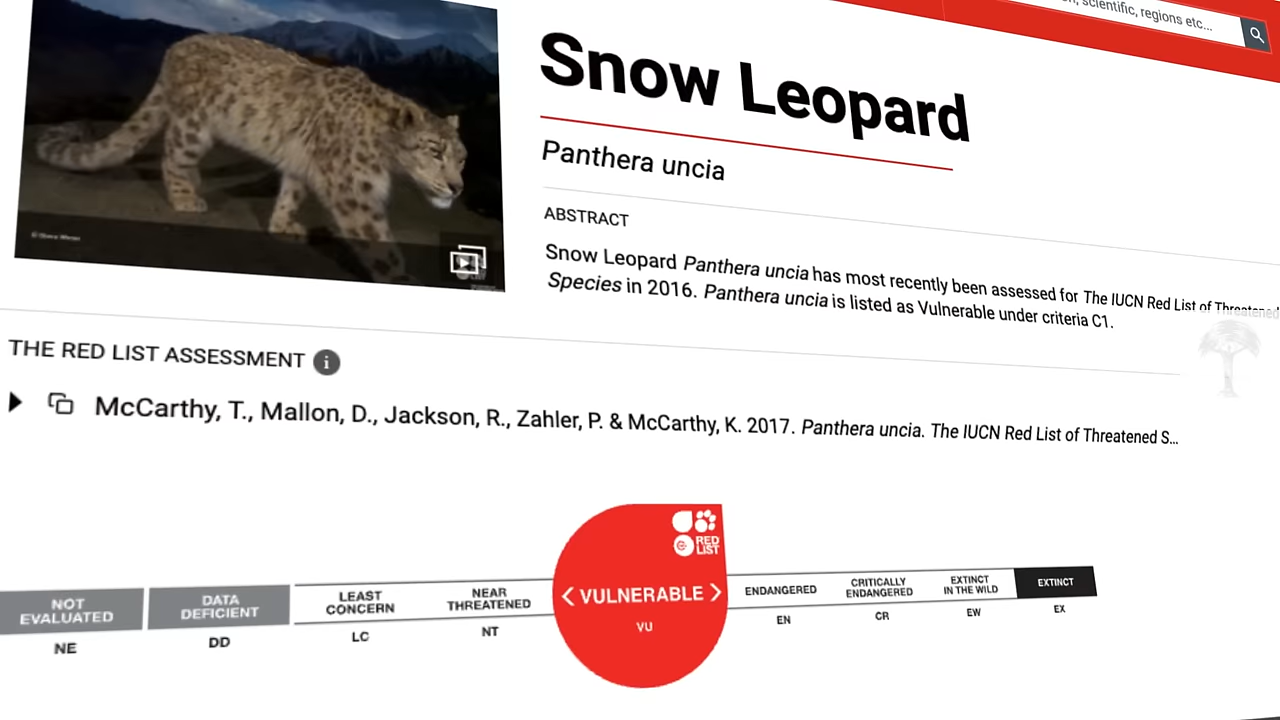 scientific, regions etc...
Snow Leopard
Panthera uncia
ABSTRACT
Snow Leopard Panthera uncia has most recently been assessed for The IUCN Red List of Threatened
Species in 2016. Panthera uncia is listed as Vulnerable under criteria C1.
THE RED LIST ASSESSMENT i
McCarthy, T., Mallon, D., Jackson, R., Zahler, P. & McCarthy, K. 2017. Panthera uncia. The IUCN Red List of Threatened S...
RED
LIST
NOT
EVALUATED
NE
DATA
DEFICIENT
DD
LEAST
CONCERN
LC
NEAR
THREATENED
NT
< VULNERABLE >
VU
ENDANGERED
EN
CRITICALLY
ENDANGERED
CR
EXTINCT
IN THE WILD
EW
EXTINCT
EX